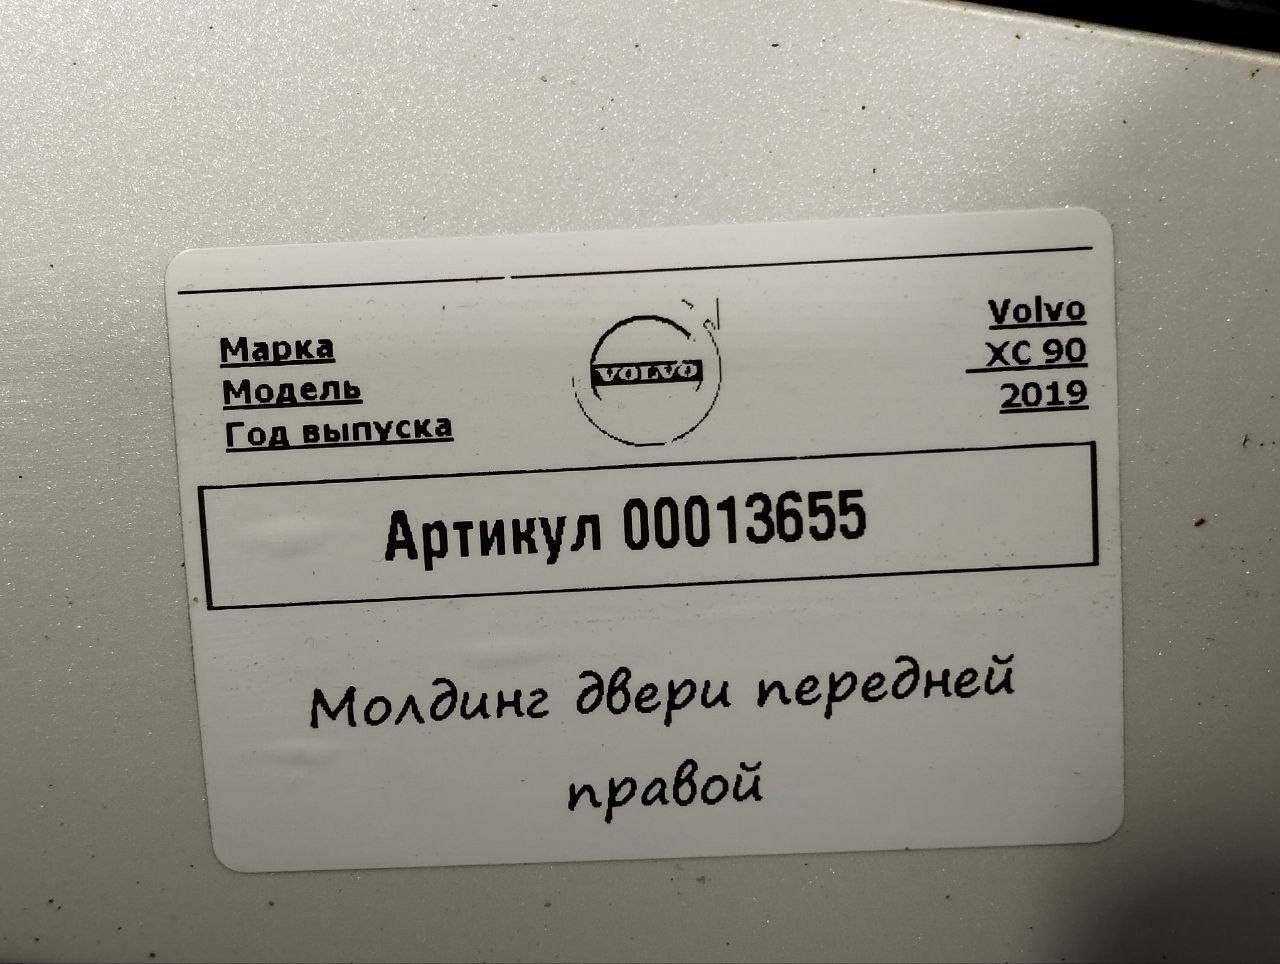 Марка Volvo
Модель XC 90
Год выпуска 2019
VOLVO
Артикул 00013655
Молдинг двери передней
правой